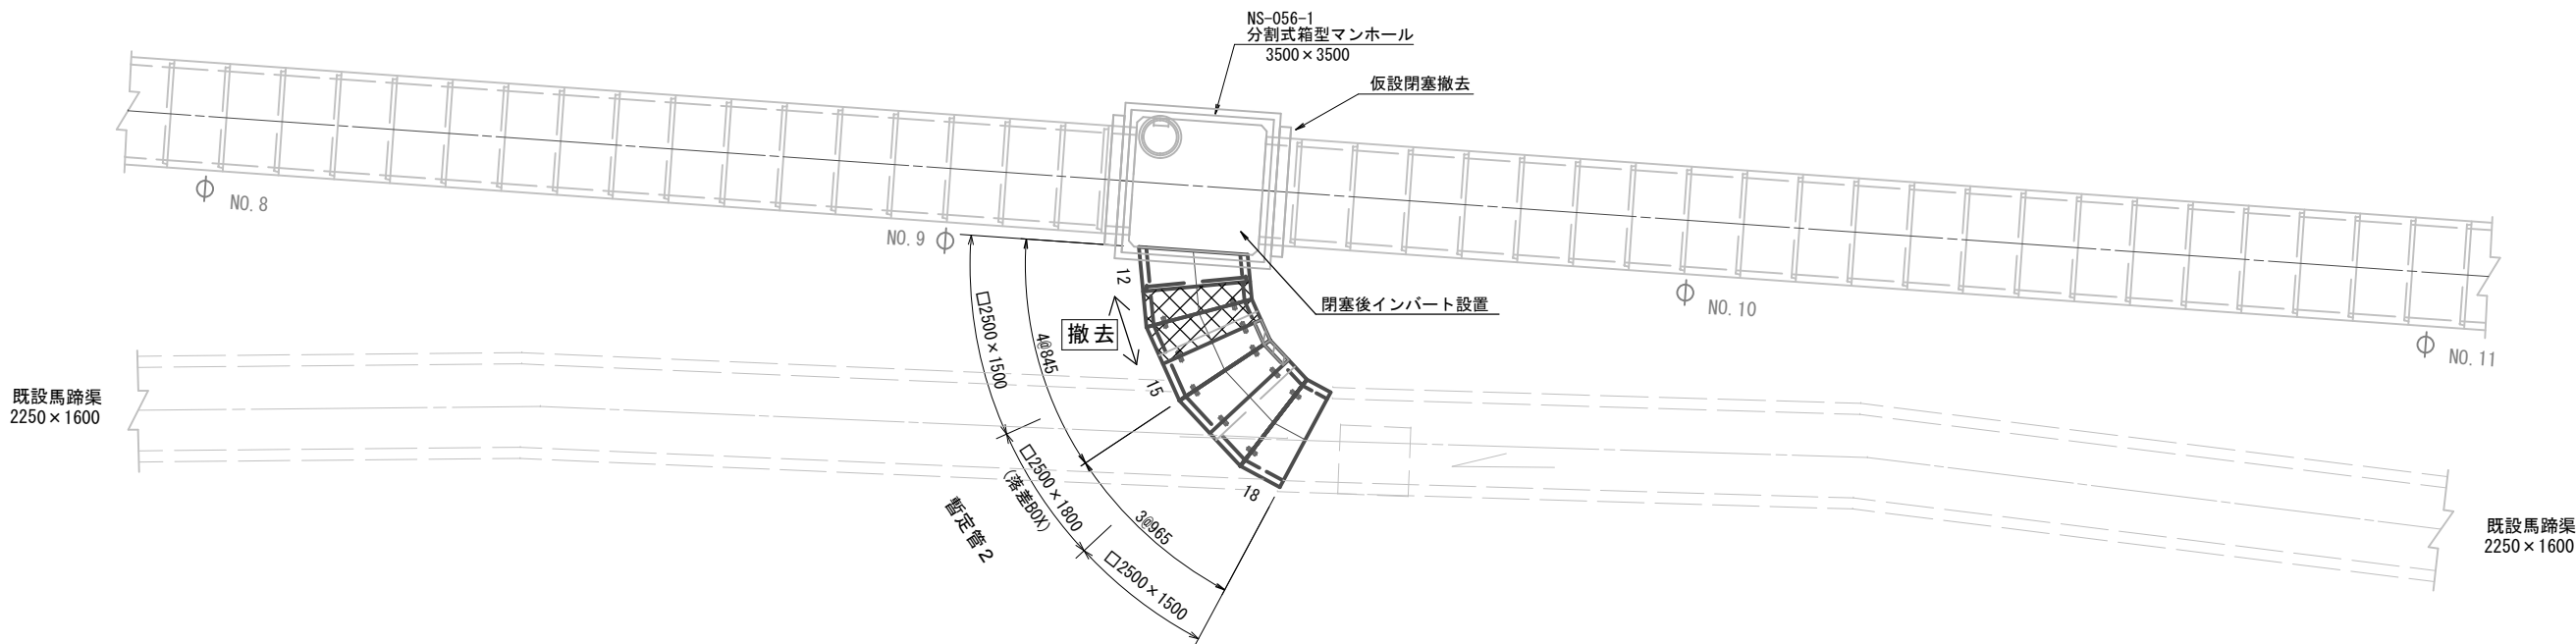 NS-056-1
分割式箱型マンホール
3500×3500
仮設閉塞撤去
NO.8
NO.9
NO.10
NO.11
閉塞後インバート設置
12
撤去
15
18
□2500×1500
4@845
□2500×1800
(落差BOX)
3@965
□2500×1500
暫定管2
既設馬蹄渠
2250×1600
既設馬蹄渠
2250×1600